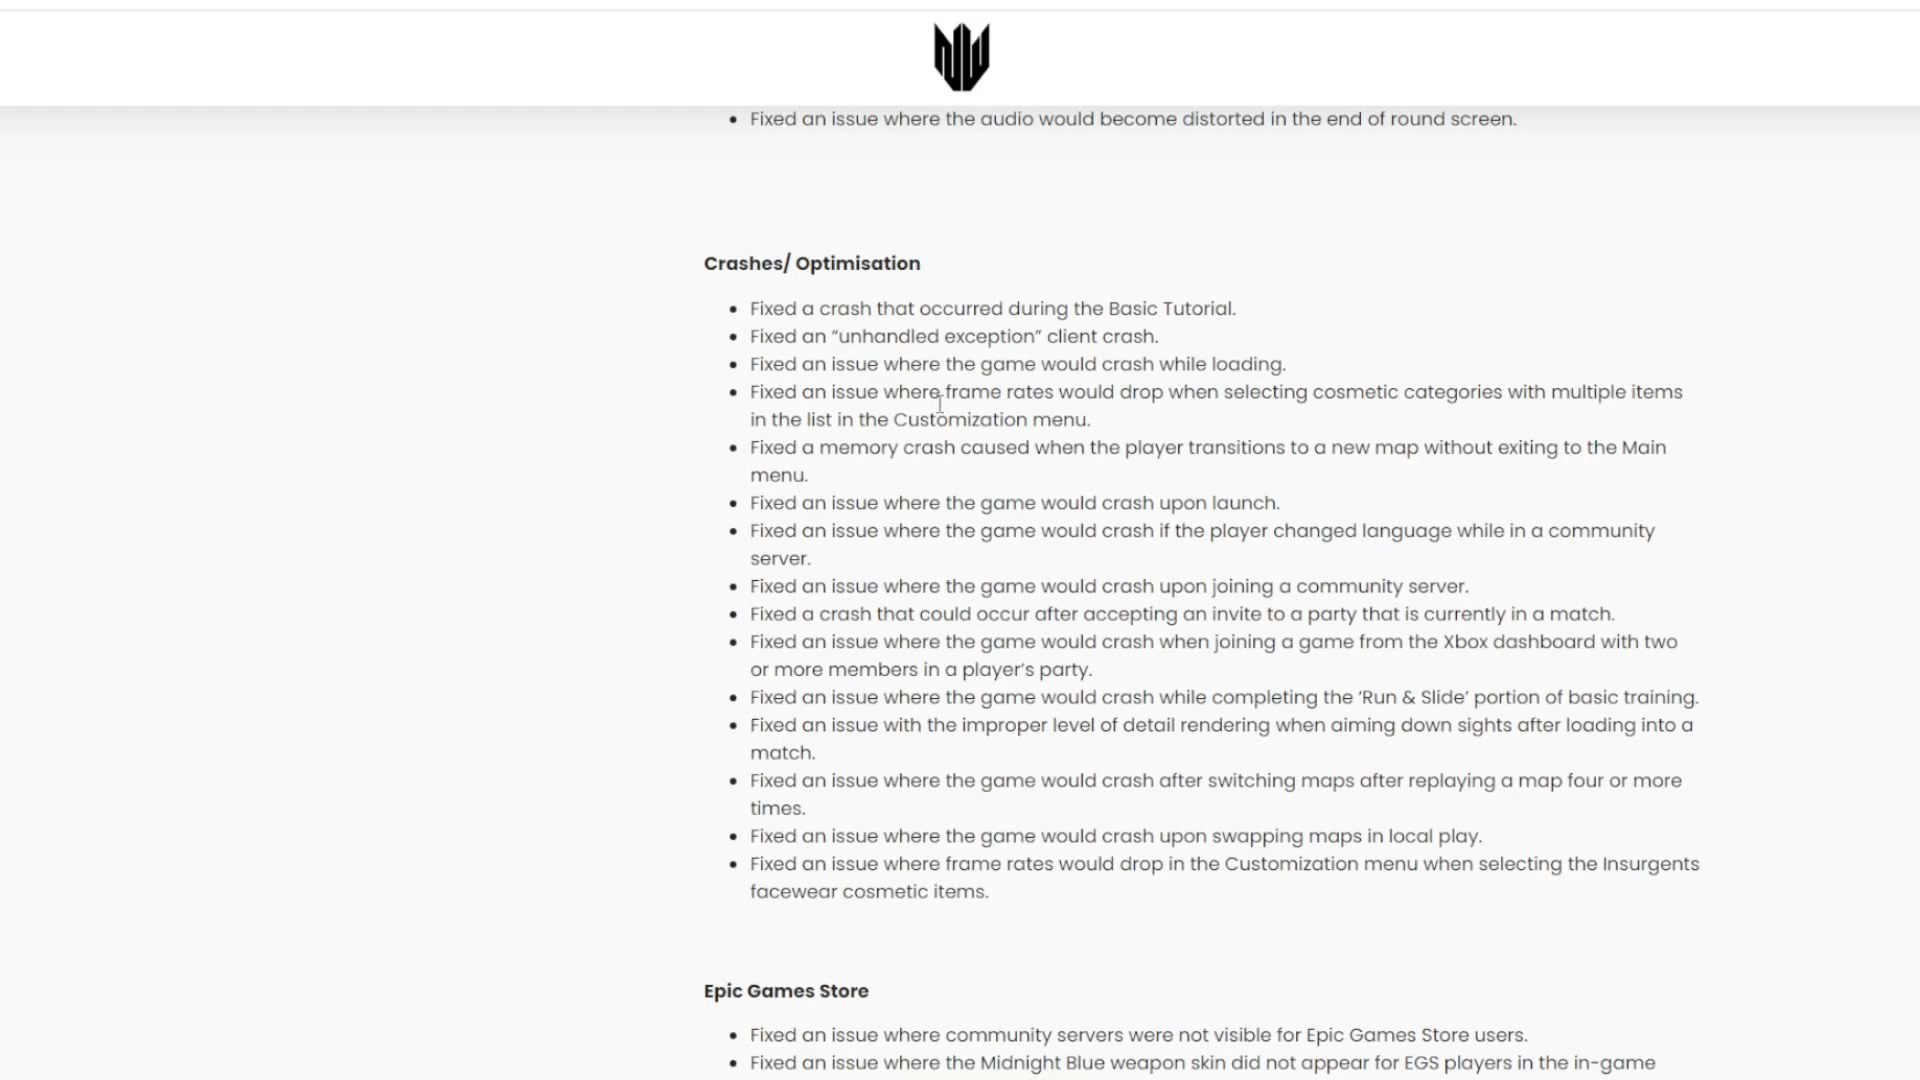 • Fixed an issue where the audio would become distorted in the end of round screen.
Crashes/ Optimisation
• Fixed a crash that occurred during the Basic Tutorial.
• Fixed an “unhandled exception” client crash.
• Fixed an issue where the game would crash while loading.
• Fixed an issue where frame rates would drop when selecting cosmetic categories with multiple items
in the list in the Customization menu.
• Fixed a memory crash caused when the player transitions to a new map without exiting to the Main
menu.
• Fixed an issue where the game would crash upon launch.
• Fixed an issue where the game would crash if the player changed language while in a community
server.
• Fixed an issue where the game would crash upon joining a community server.
• Fixed a crash that could occur after accepting an invite to a party that is currently in a match.
• Fixed an issue where the game would crash when joining a game from the Xbox dashboard with two
or more members in a player’s party.
• Fixed an issue where the game would crash while completing the ‘Run & Slide’ portion of basic training.
• Fixed an issue with the improper level of detail rendering when aiming down sights after loading into a
match.
• Fixed an issue where the game would crash after switching maps after replaying a map four or more
times.
• Fixed an issue where the game would crash upon swapping maps in local play.
• Fixed an issue where frame rates would drop in the Customization menu when selecting the Insurgents
facewear cosmetic items.
Epic Games Store
• Fixed an issue where community servers were not visible for Epic Games Store users.
• Fixed an issue where the Midnight Blue weapon skin did not appear for EGS players in the in-game